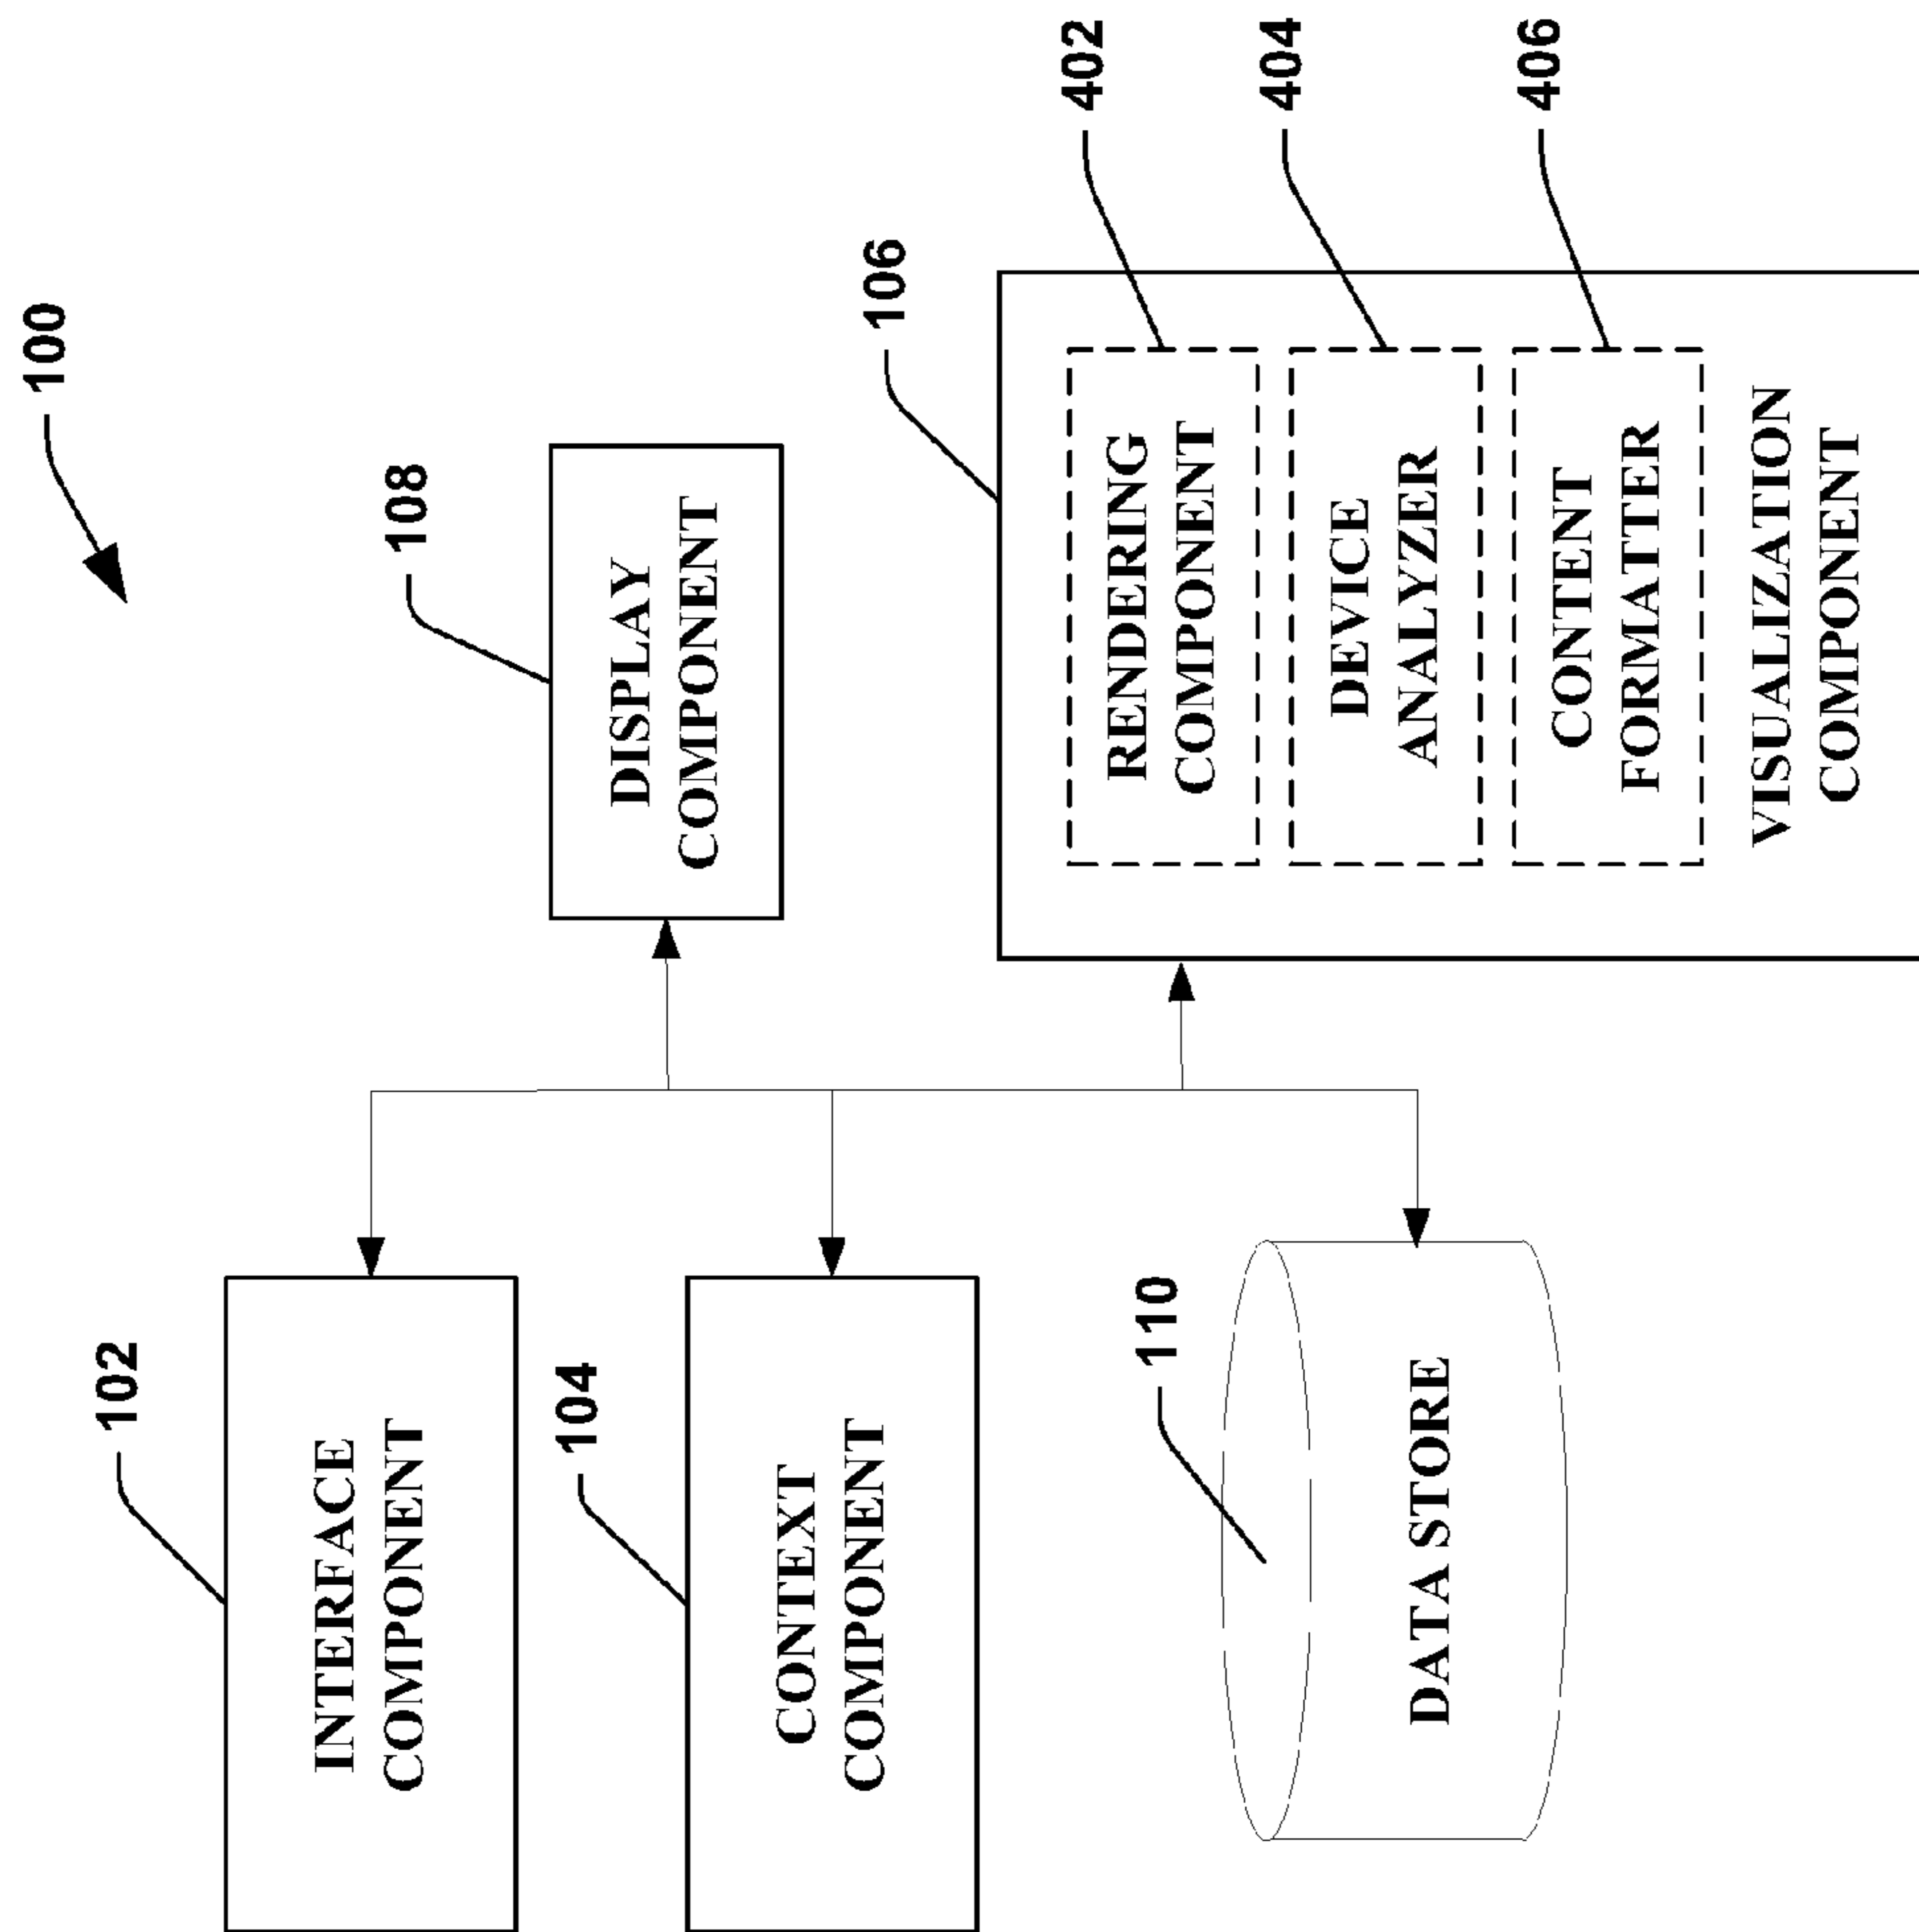 100
102
INTERFACE
COMPONENT
108
DISPLAY
COMPONENT
104
CONTEXT
COMPONENT
106
402
RENDERING
COMPONENT
404
DEVICE
ANALYZER
406
CONTENT
FORMATTER
VISUALIZATION
COMPONENT
110
DATA STORE